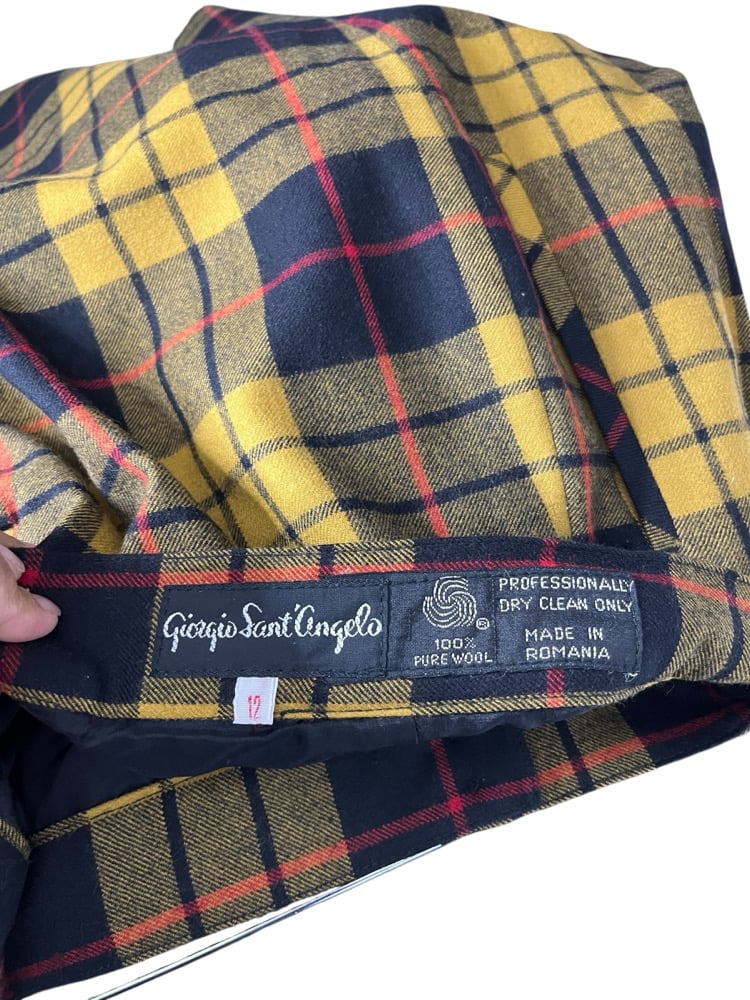 Giorgio Sant'Angelo
®
100%
PURE WOOL
PROFESSIONALLY
DRY CLEAN ONLY
MADE IN
ROMANIA
12